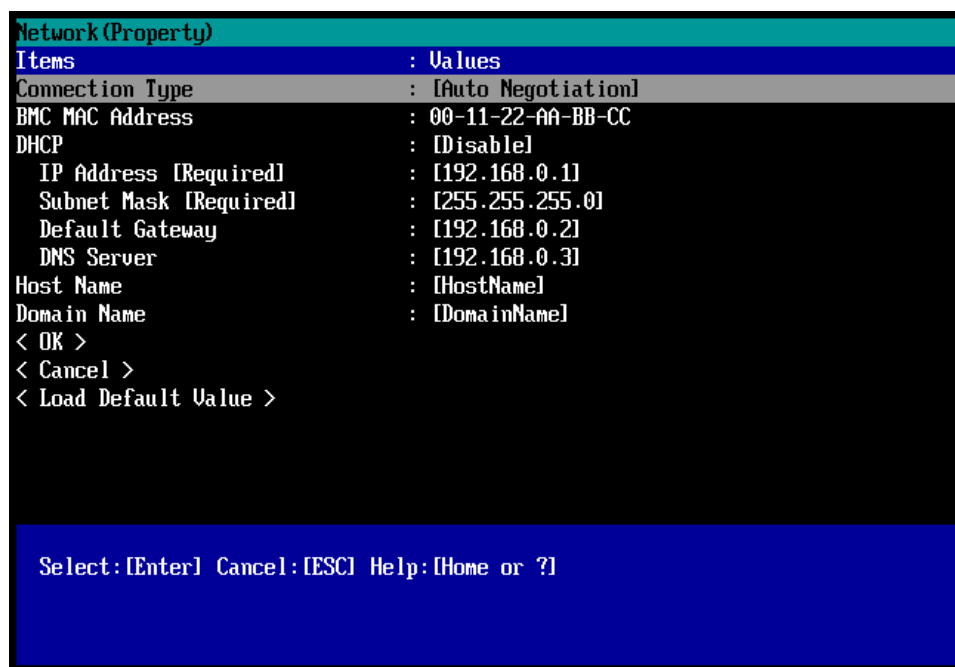 Network(Property)
Items : Values
Connection Type : [Auto Negotiation]
BMC MAC Address : 00-11-22-AA-BB-CC
DHCP : [Disable]
IP Address [Required] : [192.168.0.1]
Subnet Mask [Required] : [255.255.255.0]
Default Gateway : [192.168.0.2]
DNS Server : [192.168.0.3]
Host Name : [HostName]
Domain Name : [DomainName]
< OK >
< Cancel >
< Load Default Value >
Select:[Enter] Cancel:[ESC] Help:[Home or ?]